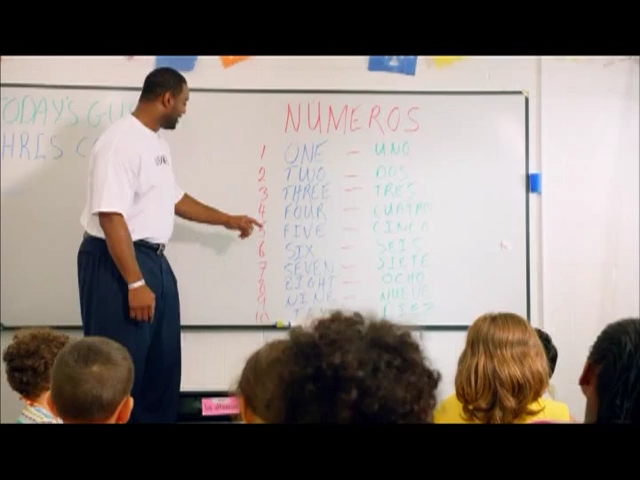 TODAY'S
NUMEROS
1 ONE — UNO
2 TWO — DOS
3 THREE — TRES
4 FOUR — CUATRO
5 FIVE — CINCO
6 SIX — SEIS
7 SEVEN — SIETE
8 EIGHT — OCHO
9 NINE — NUEVE
10